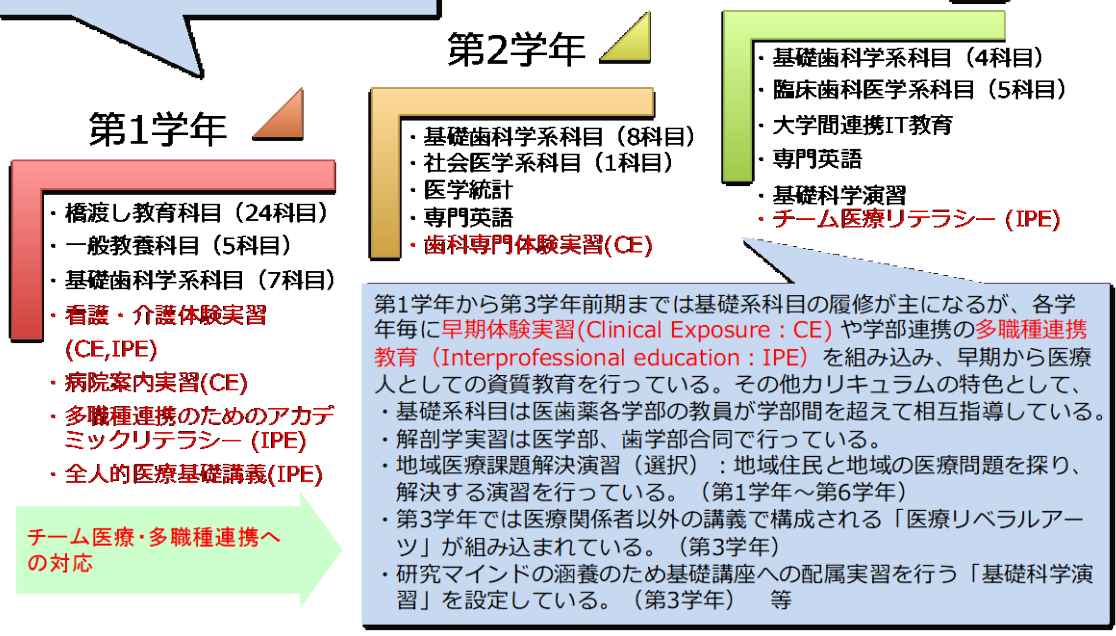 第1学年
・橋渡し教育科目（24科目）
・一般教養科目（5科目）
・基礎歯科学系科目（7科目）
・看護・介護体験実習
(CE,IPE)
・病院案内実習(CE)
・多職種連携のためのアカデ
ミックリテラシー (IPE)
・全人的医療基礎講義(IPE)
チーム医療・多職種連携へ
の対応
第2学年
・基礎歯科学系科目（8科目）
・社会医学系科目（1科目）
・医学統計
・専門英語
・歯科専門体験実習(CE)
・基礎歯科学系科目（4科目）
・臨床歯科医学系科目（5科目）
・大学間連携IT教育
・専門英語
・基礎科学演習
・チーム医療リテラシー (IPE)
第1学年から第3学年前期までは基礎系科目の履修が主になるが、各学
年毎に早期体験実習(Clinical Exposure：CE) や学部連携の多職種連携
教育（Interprofessional education：IPE）を組み込み、早期から医療
人としての資質教育を行っている。その他カリキュラムの特色として、
・基礎系科目は医歯薬各学部の教員が学部間を超えて相互指導している。
・解剖学実習は医学部、歯学部合同で行っている。
・地域医療課題解決演習（選択）：地域住民と地域の医療問題を探り、
解決する演習を行っている。（第1学年～第6学年）
・第3学年では医療関係者以外の講義で構成される「医療リベラルアー
ツ」が組み込まれている。（第3学年）
・研究マインドの涵養のため基礎講座への配属実習を行う「基礎科学演
習」を設定している。（第3学年）　等